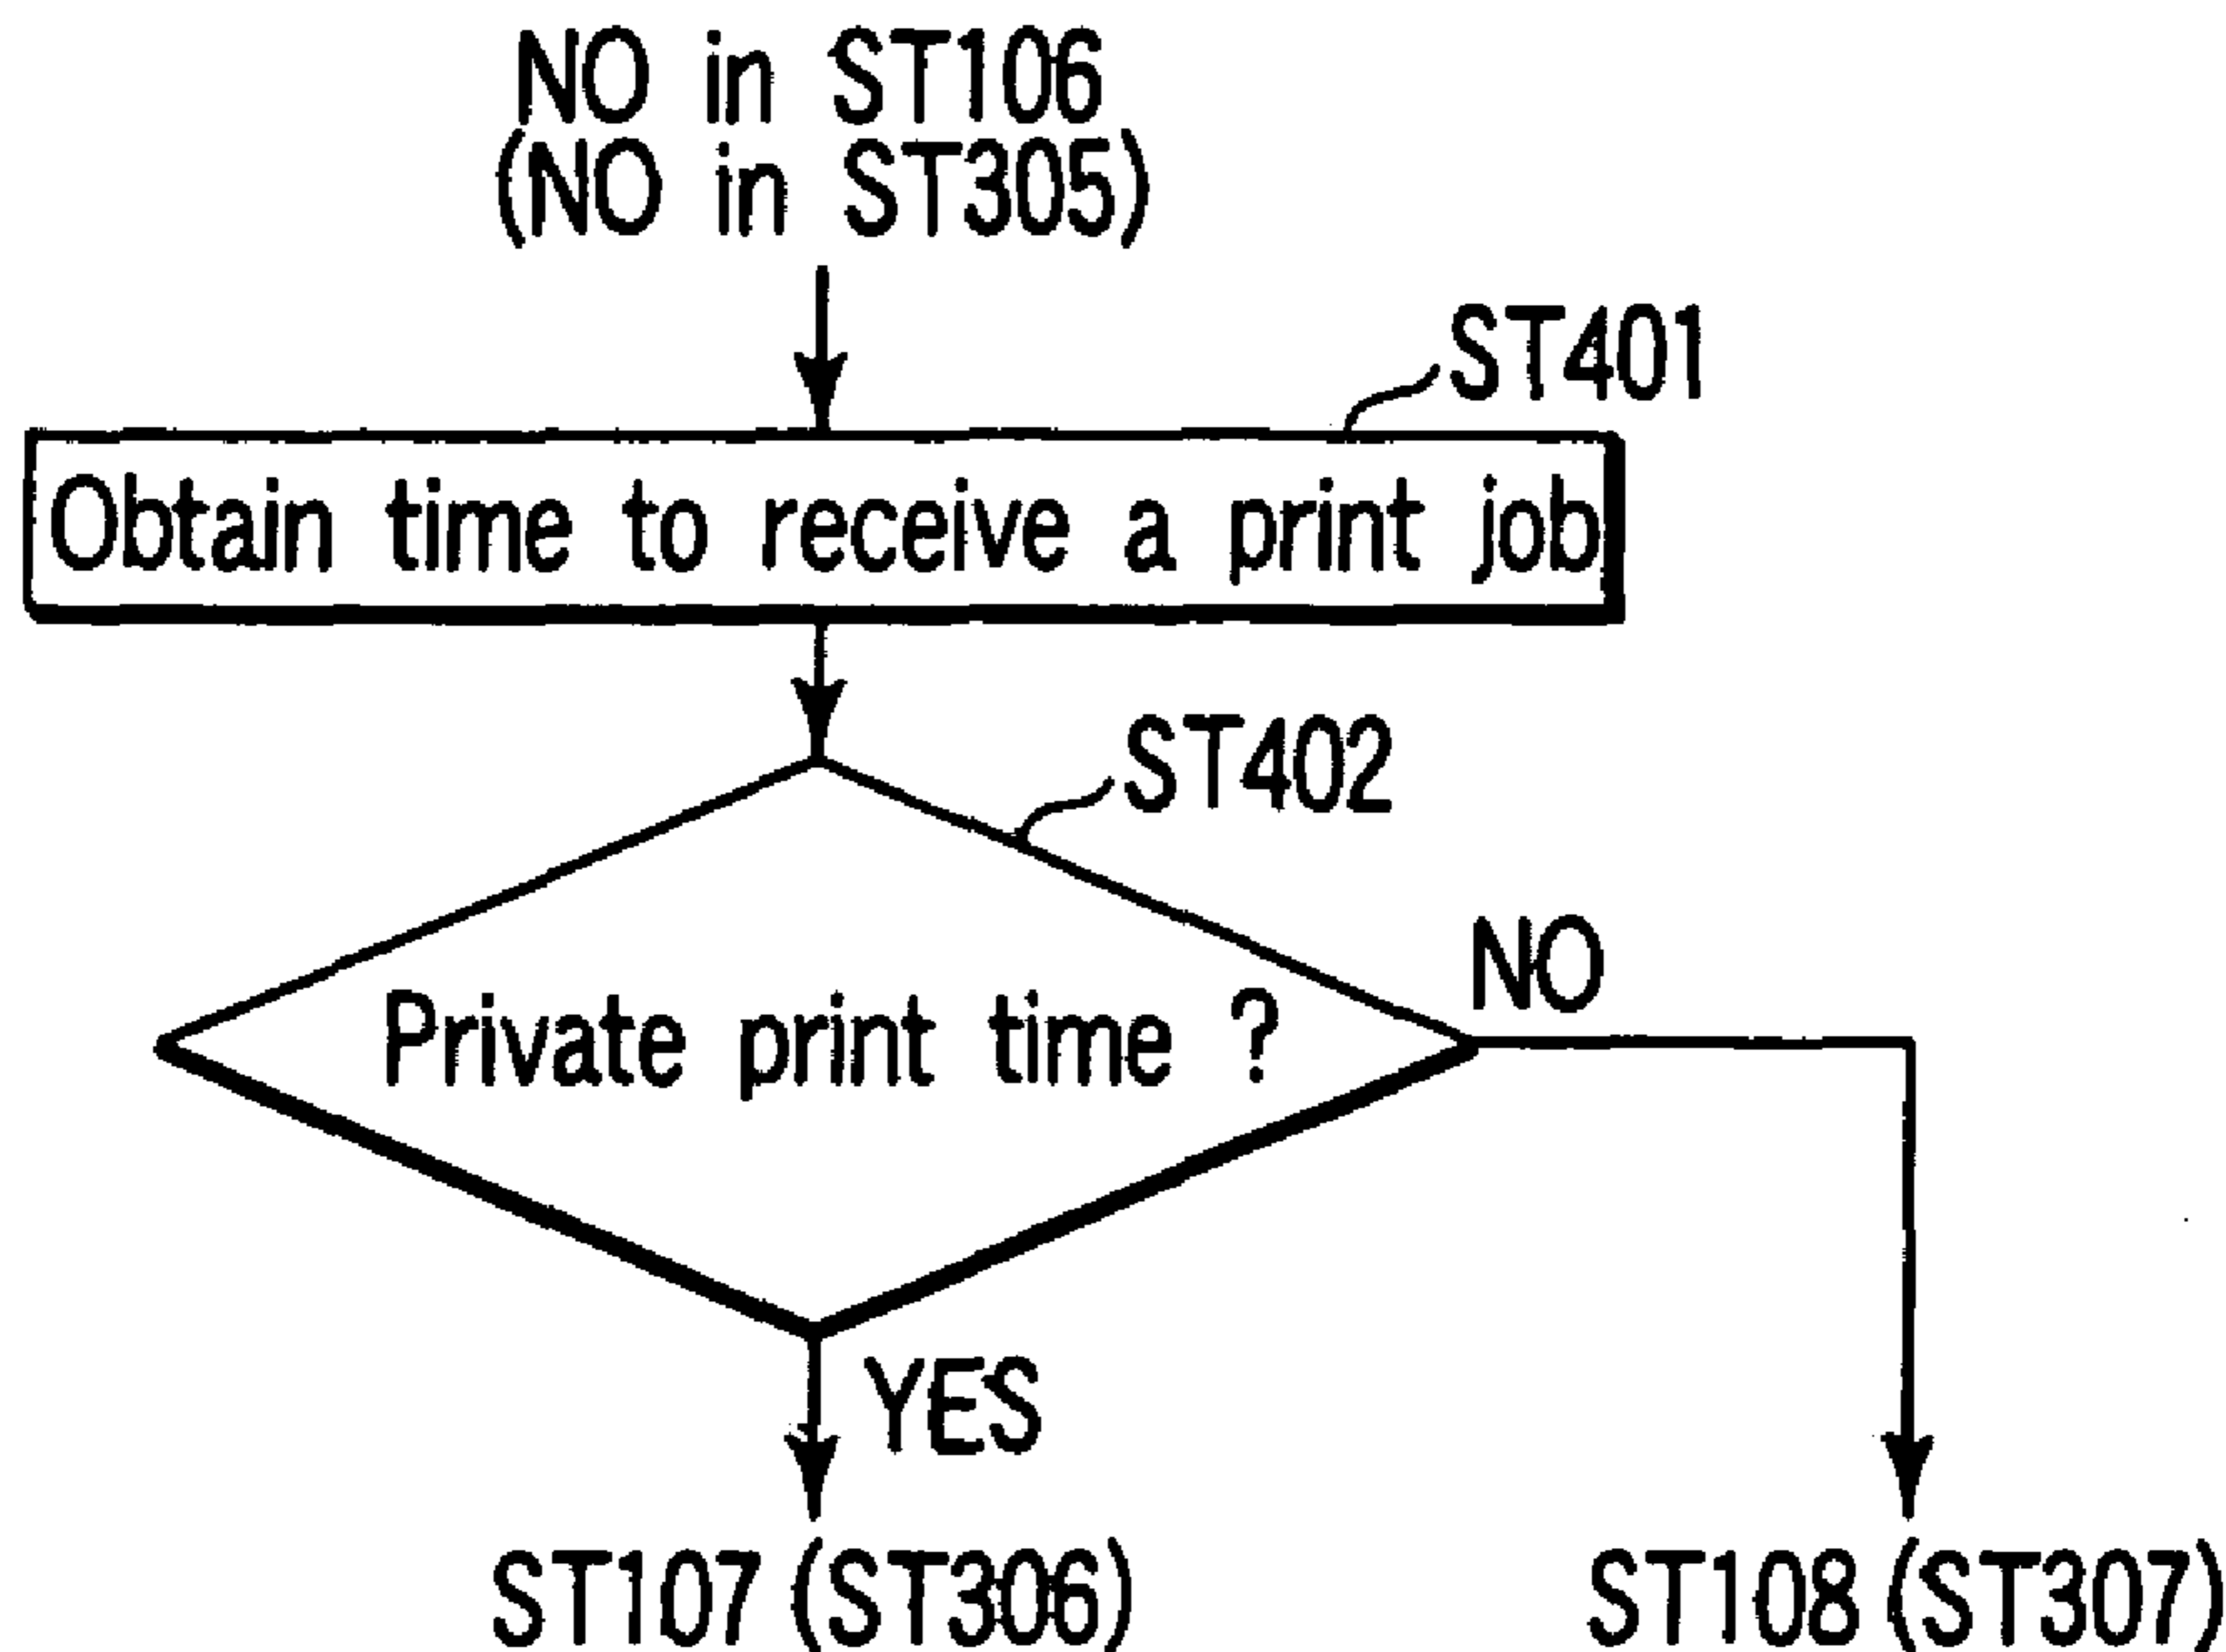 NO in ST106
(NO in ST305)
ST401
Obtain time to receive a print job
ST402
Private print time ?
NO
YES
ST107 (ST306)
ST108 (ST307)